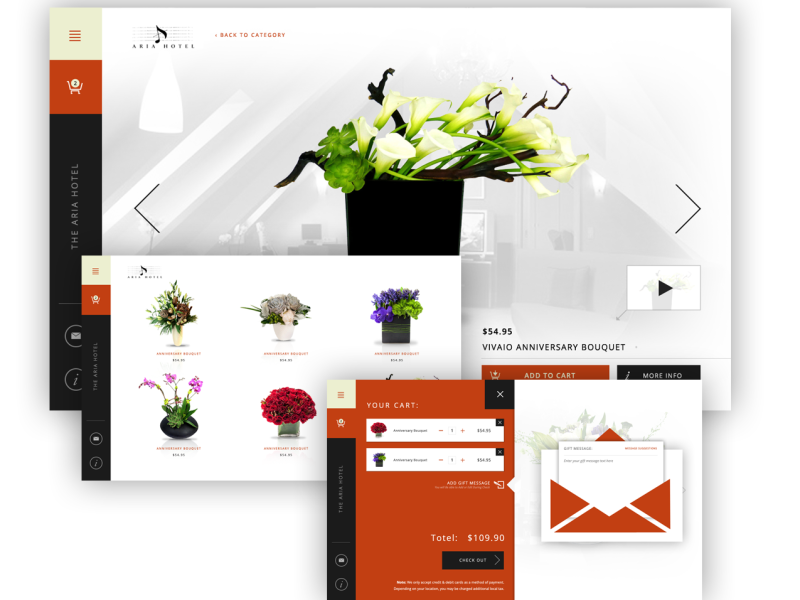 ARIA HOTEL
‹ BACK TO CATEGORY
2
THE ARIA HOTEL
$54.95
VIVAIO ANNIVERSARY BOUQUET
ADD TO CART
i MORE INFO
i
ARIA HOTEL
THE ARIA HOTEL
i
ANNIVERSARY BOUQUET
$54.95
ANNIVERSARY BOUQUET
$54.95
ANNIVERSARY BOUQUET
$54.95
ANNIVERSARY BOUQUET
$54.95
ANNIVERSARY BOUQUET
$54.95
THE ARIA HOTEL
i
YOUR CART:
Anniversary Bouquet − 1 + $54.95
Anniversary Bouquet − 1 + $54.95
ADD GIFT MESSAGE
Totel: $109.90
CHECK OUT
Note: We only accept credit & debit cards as a method of payment.
Depending on your location, you may be charged additional local tax.
GIFT MESSAGE: MESSAGE SUGGESTIONS
Enter your gift message text here